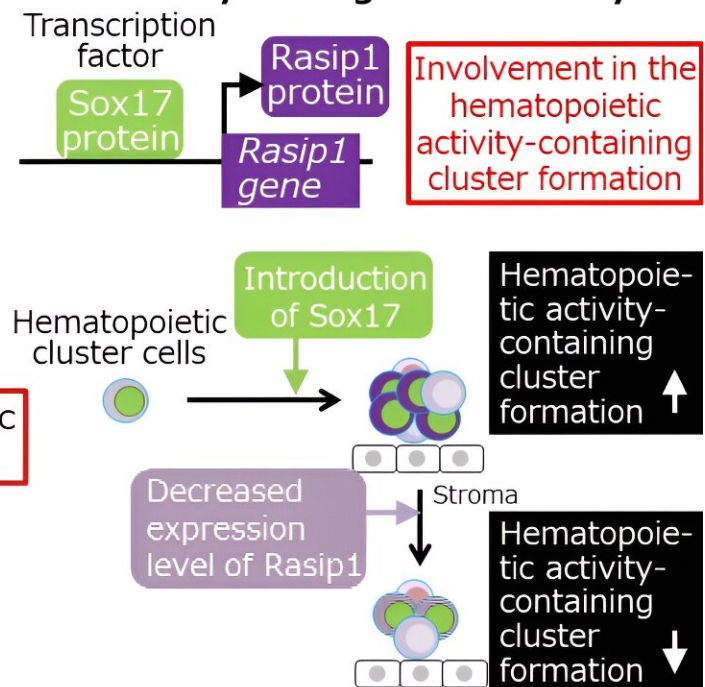 Transcription
factor
Sox17
protein
Rasip1
protein
Rasip1
gene
Involvement in the
hematopoietic
activity-containing
cluster formation
Introduction
of Sox17
Hematopoietic
cluster cells
Hematopoie-
tic activity-
containing
cluster
formation
c
Decreased
expression
level of Rasip1
Stroma
Hematopoie-
tic activity-
containing
cluster
formation